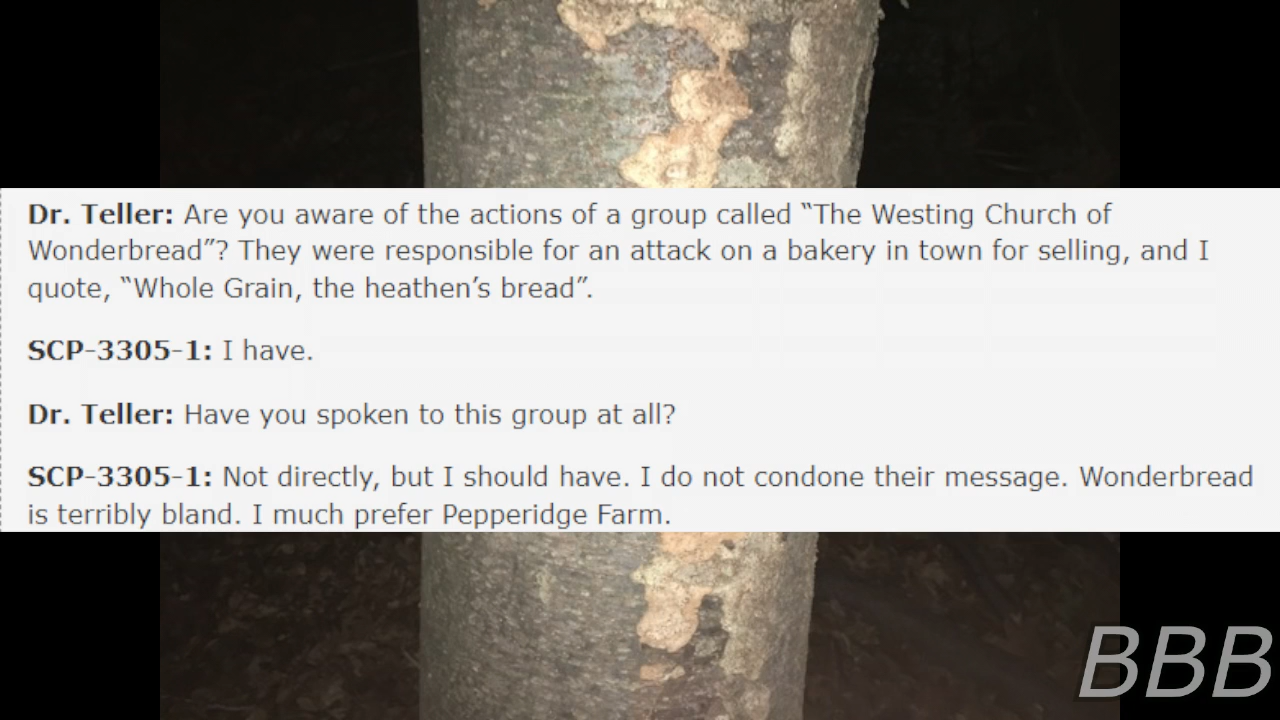 Dr. Teller: Are you aware of the actions of a group called “The Westing Church of
Wonderbread”? They were responsible for an attack on a bakery in town for selling, and I
quote, “Whole Grain, the heathen’s bread”.
SCP-3305-1: I have.
Dr. Teller: Have you spoken to this group at all?
SCP-3305-1: Not directly, but I should have. I do not condone their message. Wonderbread
is terribly bland. I much prefer Pepperidge Farm.
BBB